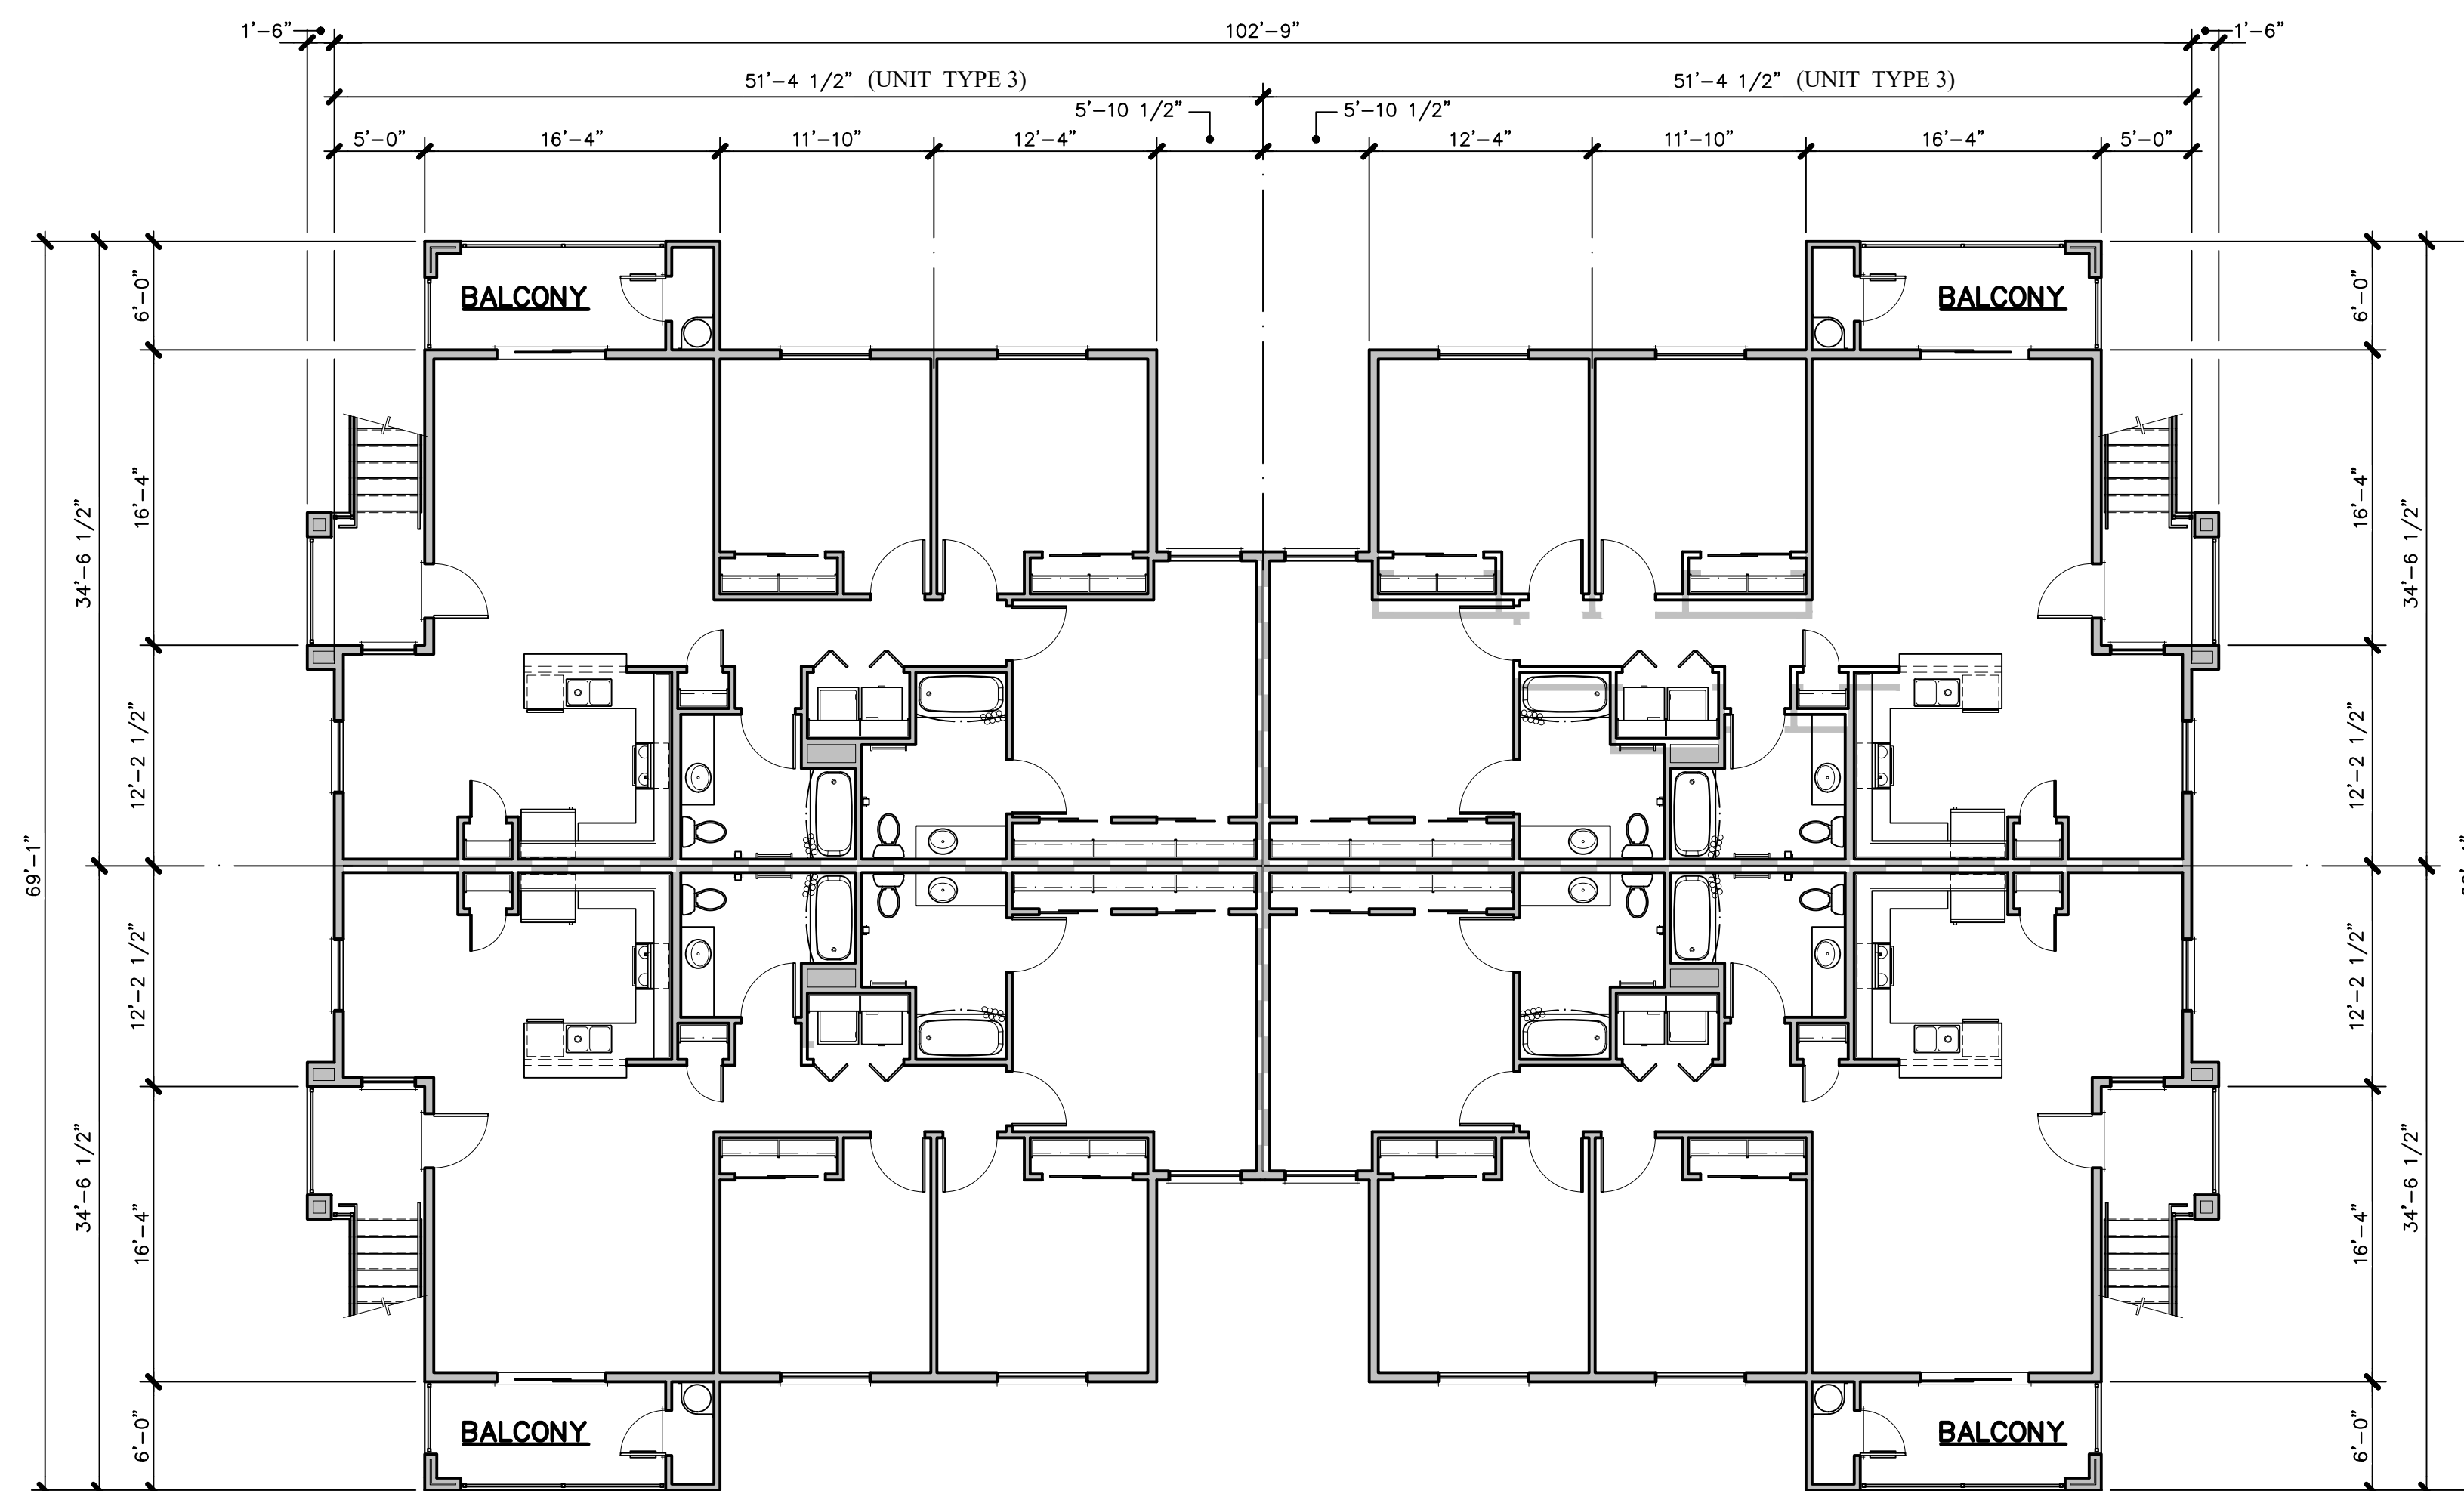 1'-6" 102'-9" 1'-6"
51'-4 1/2" (UNIT TYPE 3) 51'-4 1/2" (UNIT TYPE 3)
5'-10 1/2" 5'-10 1/2"
5'-0" 16'-4" 11'-10" 12'-4" 12'-4" 11'-10" 16'-4" 5'-0"
BALCONY BALCONY
6'-0" 6'-0"
16'-4" 16'-4"
34'-6 1/2" 34'-6 1/2"
12'-2 1/2" 12'-2 1/2"
69'-1"
12'-2 1/2" 12'-2 1/2"
34'-6 1/2" 34'-6 1/2"
16'-4" 16'-4"
6'-0" 6'-0"
BALCONY BALCONY